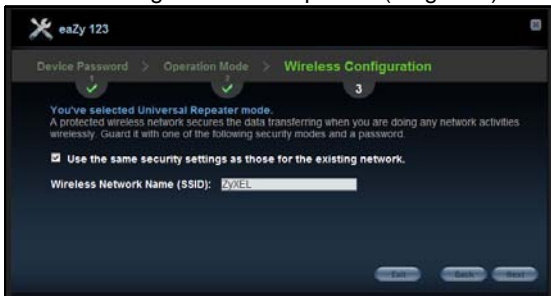 eaZy 123
Device Password > Operation Mode > Wireless Configuration
1 2 3
You've selected Universal Repeater mode.
A protected wireless network secures the data transferring when you are doing any network activities
wirelessly. Guard it with one of the following security modes and a password.
Use the same security settings as those for the existing network.
Wireless Network Name (SSID): ZyXEL
Exit Back Next